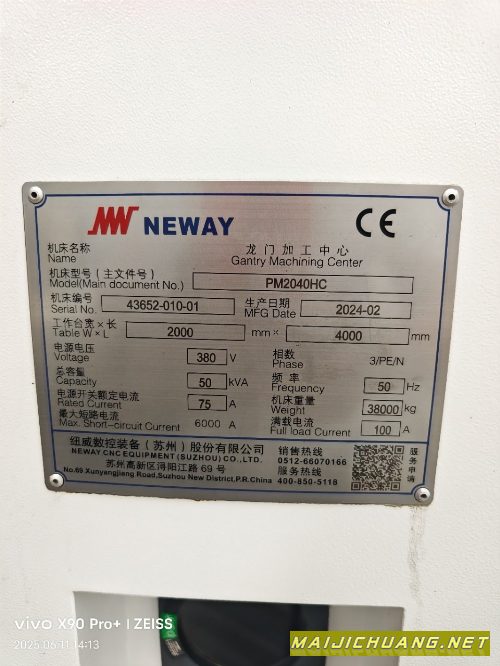 NEWAY
CE
机床名称 龙门加工中心
Name Gantry Machining Center
机床型号(主文件号)
Model(Main document No.) PM2040HC
机床编号 生产日期
Serial No. 43652-010-01 MFG Date 2024-02
工作台宽×长
Table W×L 2000 mm× 4000 mm
电源电压 相数
Voltage 380 V Phase 3/PE/N
总容量 频率
Capacity 50 kVA Frequency 50 Hz
电源开关额定电流 机床重量
Rated Current 75 A Weight 38000 kg
最大短路电流 满载电流
Max. Short-circuit Current 6000 A Full load Current 100 A
纽威数控装备(苏州)股份有限公司 销售热线
NEWAY CNC EQUIPMENT(SUZHOU)CO.,LTD. 0512-66070166
苏州高新区浔阳江路 69 号 服务热线
No.69 Xunyangjiang Road,Suzhou New District,P.R.China 400-850-5118
服务申请
vivo X90 Pro+ | ZEISS
2025.06.11 14:13
MAIJICHUANG.NET